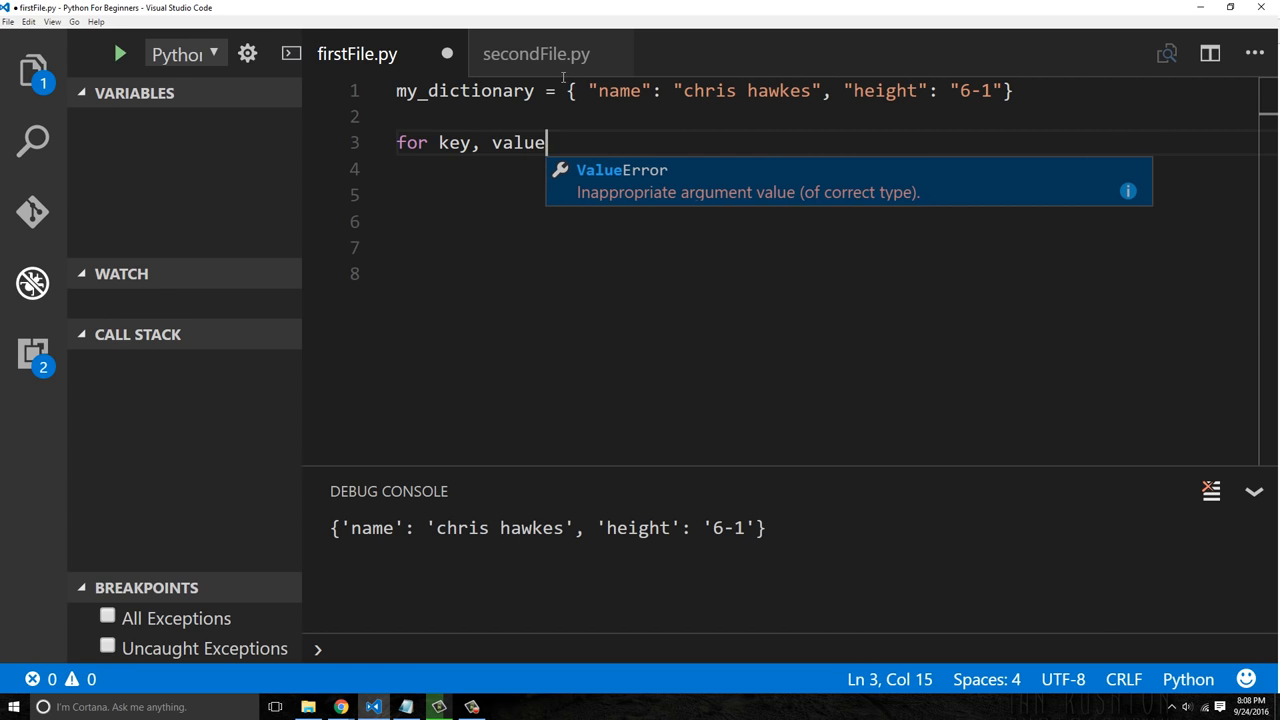 firstFile.py - Python For Beginners - Visual Studio Code
File Edit View Go Help
Python
firstFile.py
secondFile.py
1
VARIABLES
WATCH
CALL STACK
2
BREAKPOINTS
All Exceptions
Uncaught Exceptions
1 my_dictionary = { "name": "chris hawkes", "height": "6-1"}
2
3 for key, value
4
5
6
7
8
ValueError
Inappropriate argument value (of correct type).
DEBUG CONSOLE
{'name': 'chris hawkes', 'height': '6-1'}
0 0
Ln 3, Col 15 Spaces: 4 UTF-8 CRLF Python
I'm Cortana. Ask me anything.
8:08 PM
9/24/2016